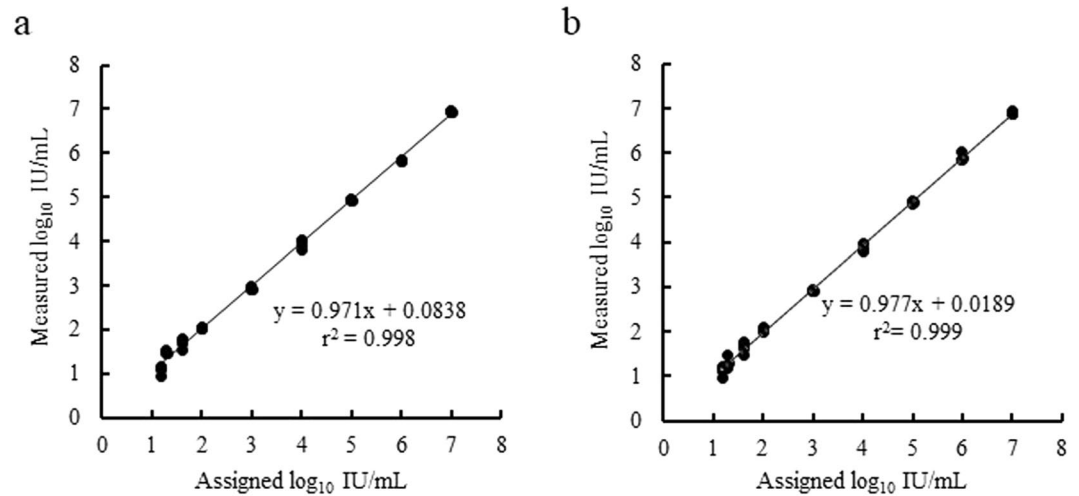 a
8
7
6
5
4
3
2
1
0
Measured log₁₀ IU/mL
y = 0.971x + 0.0838
r² = 0.998
0 1 2 3 4 5 6 7 8
Assigned log₁₀ IU/mL
b
8
7
6
5
4
3
2
1
0
Measured log₁₀ IU/mL
y = 0.977x + 0.0189
r²= 0.999
0 1 2 3 4 5 6 7 8
Assigned log₁₀ IU/mL